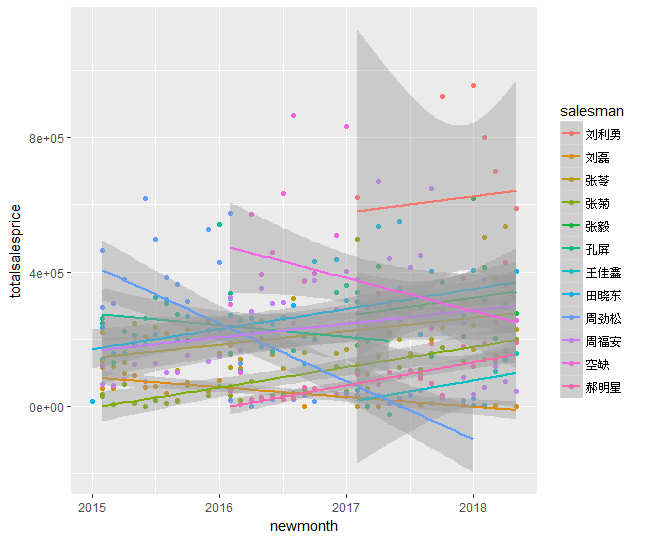 totalsalesprice
8e+05
4e+05
0e+00
2015
2016
2017
2018
newmonth
salesman
刘利勇
刘磊
张苓
张菊
张毅
孔屏
王佳鑫
田晓东
周劲松
周福安
空缺
郝明星